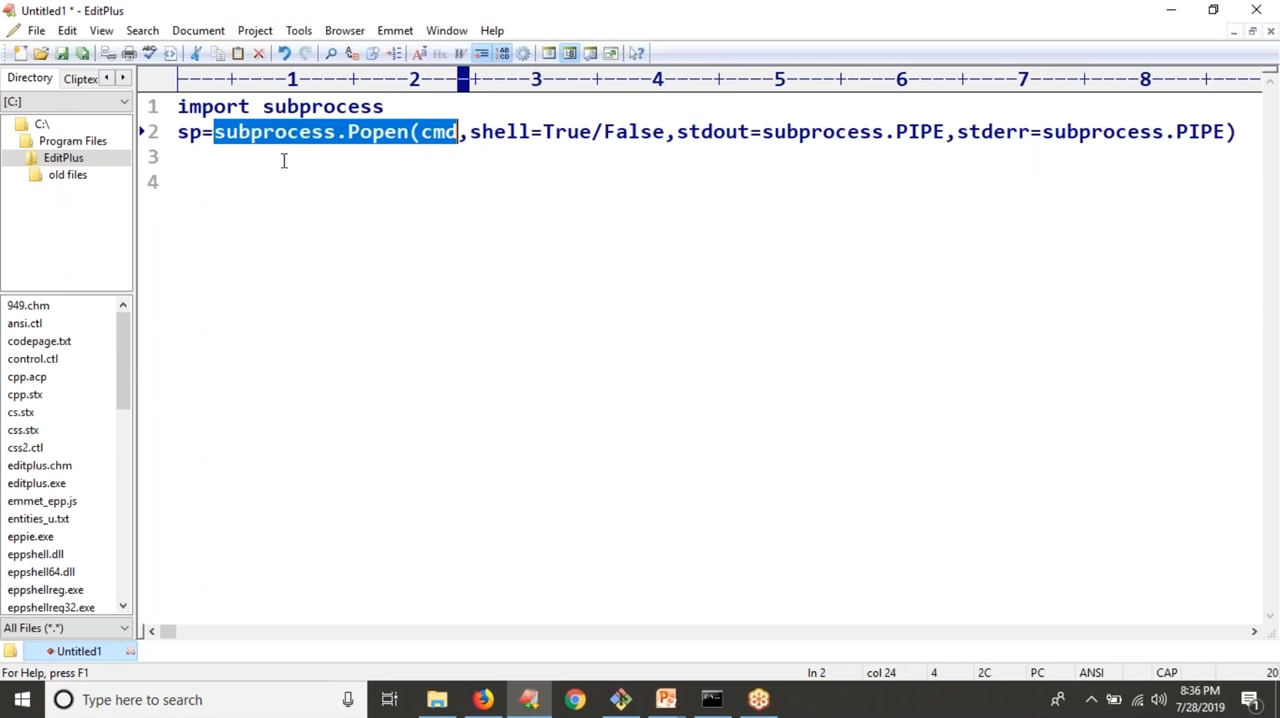 Untitled1 * - EditPlus
File Edit View Search Document Project Tools Browser Emmet Window Help
Directory Cliptex
[C:]
C:\
Program Files
EditPlus
old files
----+----1----+----2----+----3----+----4----+----5----+----6----+----7----+----8----+----
1 import subprocess
2 sp=subprocess.Popen(cmd,shell=True/False,stdout=subprocess.PIPE,stderr=subprocess.PIPE)
3
4
949.chm
ansi.ctl
codepage.txt
control.ctl
cpp.acp
cpp.stx
cs.stx
css.stx
css2.ctl
editplus.chm
editplus.exe
emmet_epp.js
entities_u.txt
eppie.exe
eppshell.dll
eppshell64.dll
eppshellreg.exe
eppshellreg32.exe
All Files (*.*)
Untitled1
For Help, press F1 ln 2 col 24 4 2C PC ANSI CAP 20
Type here to search
8:36 PM
7/28/2019